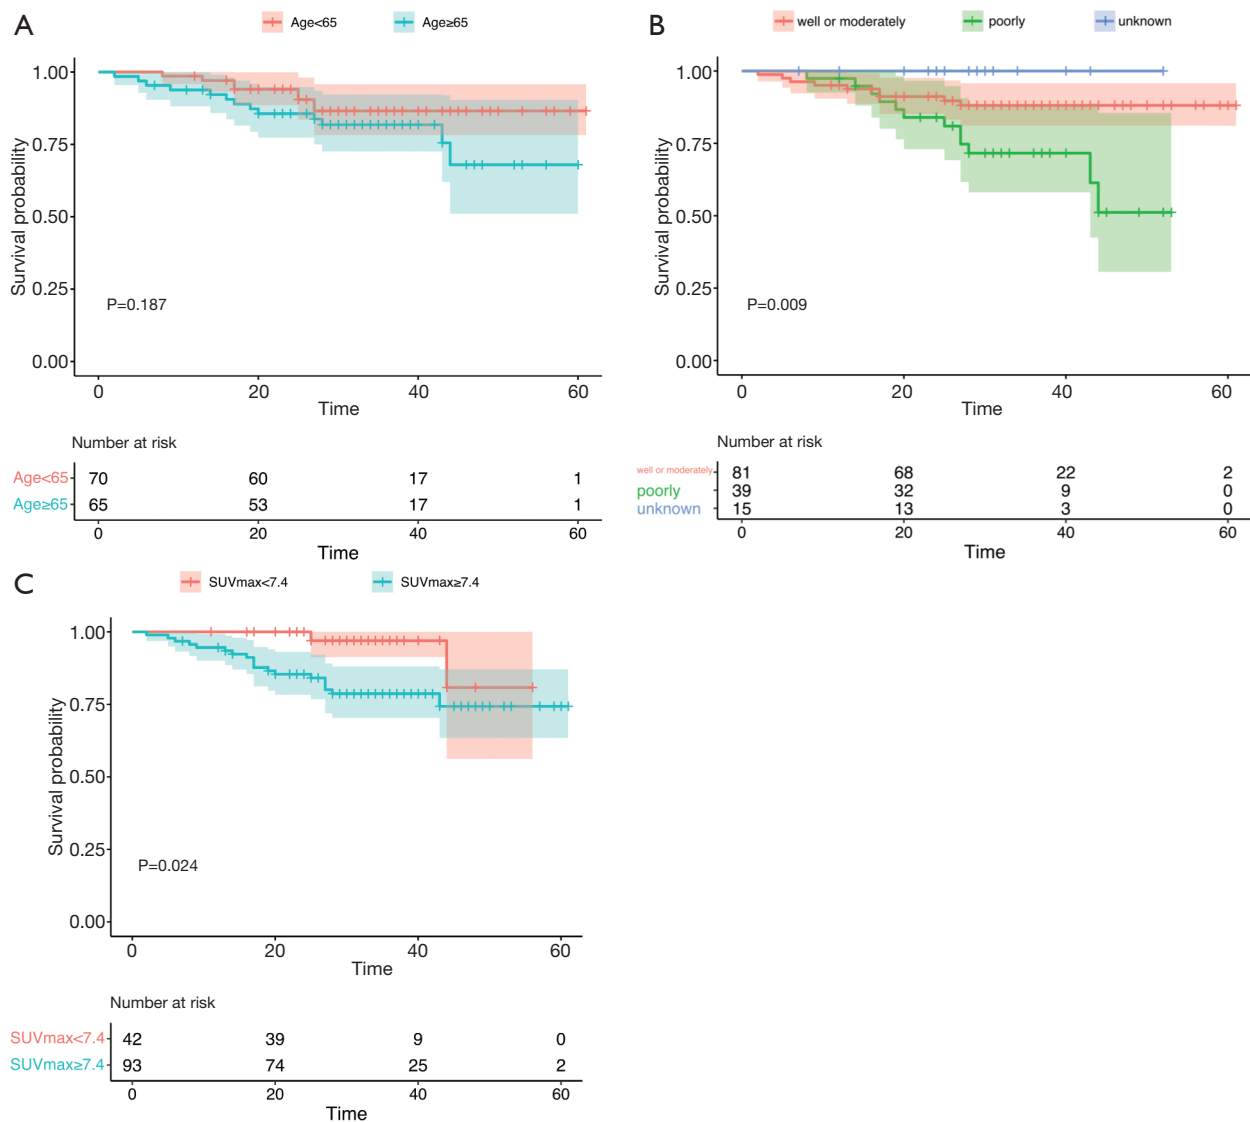 A
Age<65 Age≥65
Survival probability
1.00
0.75
0.50
0.25
0.00
P=0.187
0 20 40 60
Time
Number at risk
Age<65 70 60 17 1
Age≥65 65 53 17 1
0 20 40 60
Time
B
well or moderately poorly unknown
Survival probability
1.00
0.75
0.50
0.25
0.00
P=0.009
0 20 40 60
Time
Number at risk
well or moderately 81 68 22 2
poorly 39 32 9 0
unknown 15 13 3 0
0 20 40 60
Time
C
SUVmax<7.4 SUVmax≥7.4
Survival probability
1.00
0.75
0.50
0.25
0.00
P=0.024
0 20 40 60
Time
Number at risk
SUVmax<7.4 42 39 9 0
SUVmax≥7.4 93 74 25 2
0 20 40 60
Time